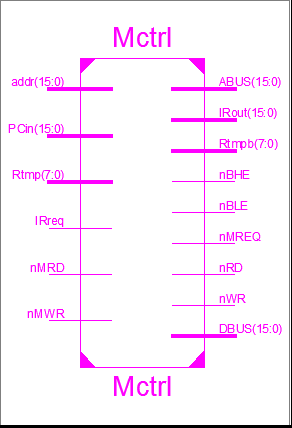 Mctrl
addr(15:0)
PCin(15:0)
Rtmp(7:0)
IRreq
nMRD
nMWR
ABUS(15:0)
IRout(15:0)
Rtmpb(7:0)
nBHE
nBLE
nMREQ
nRD
nWR
DBUS(15:0)
Mctrl